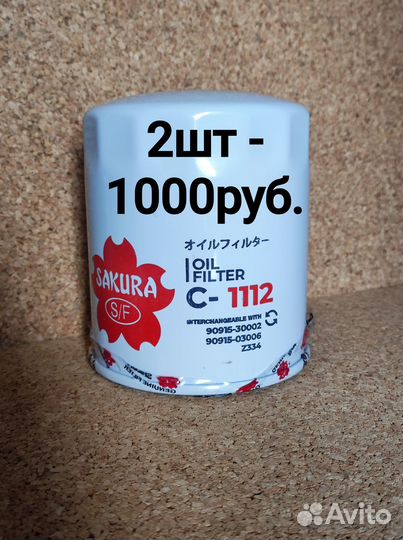 2шт -
1000руб.
オイルフィルター
OIL
FILTER
C- 1112
SAKURA
S/F
INTERCHANGEABLE WITH
90915-30002
90915-03006
Z334
Avito